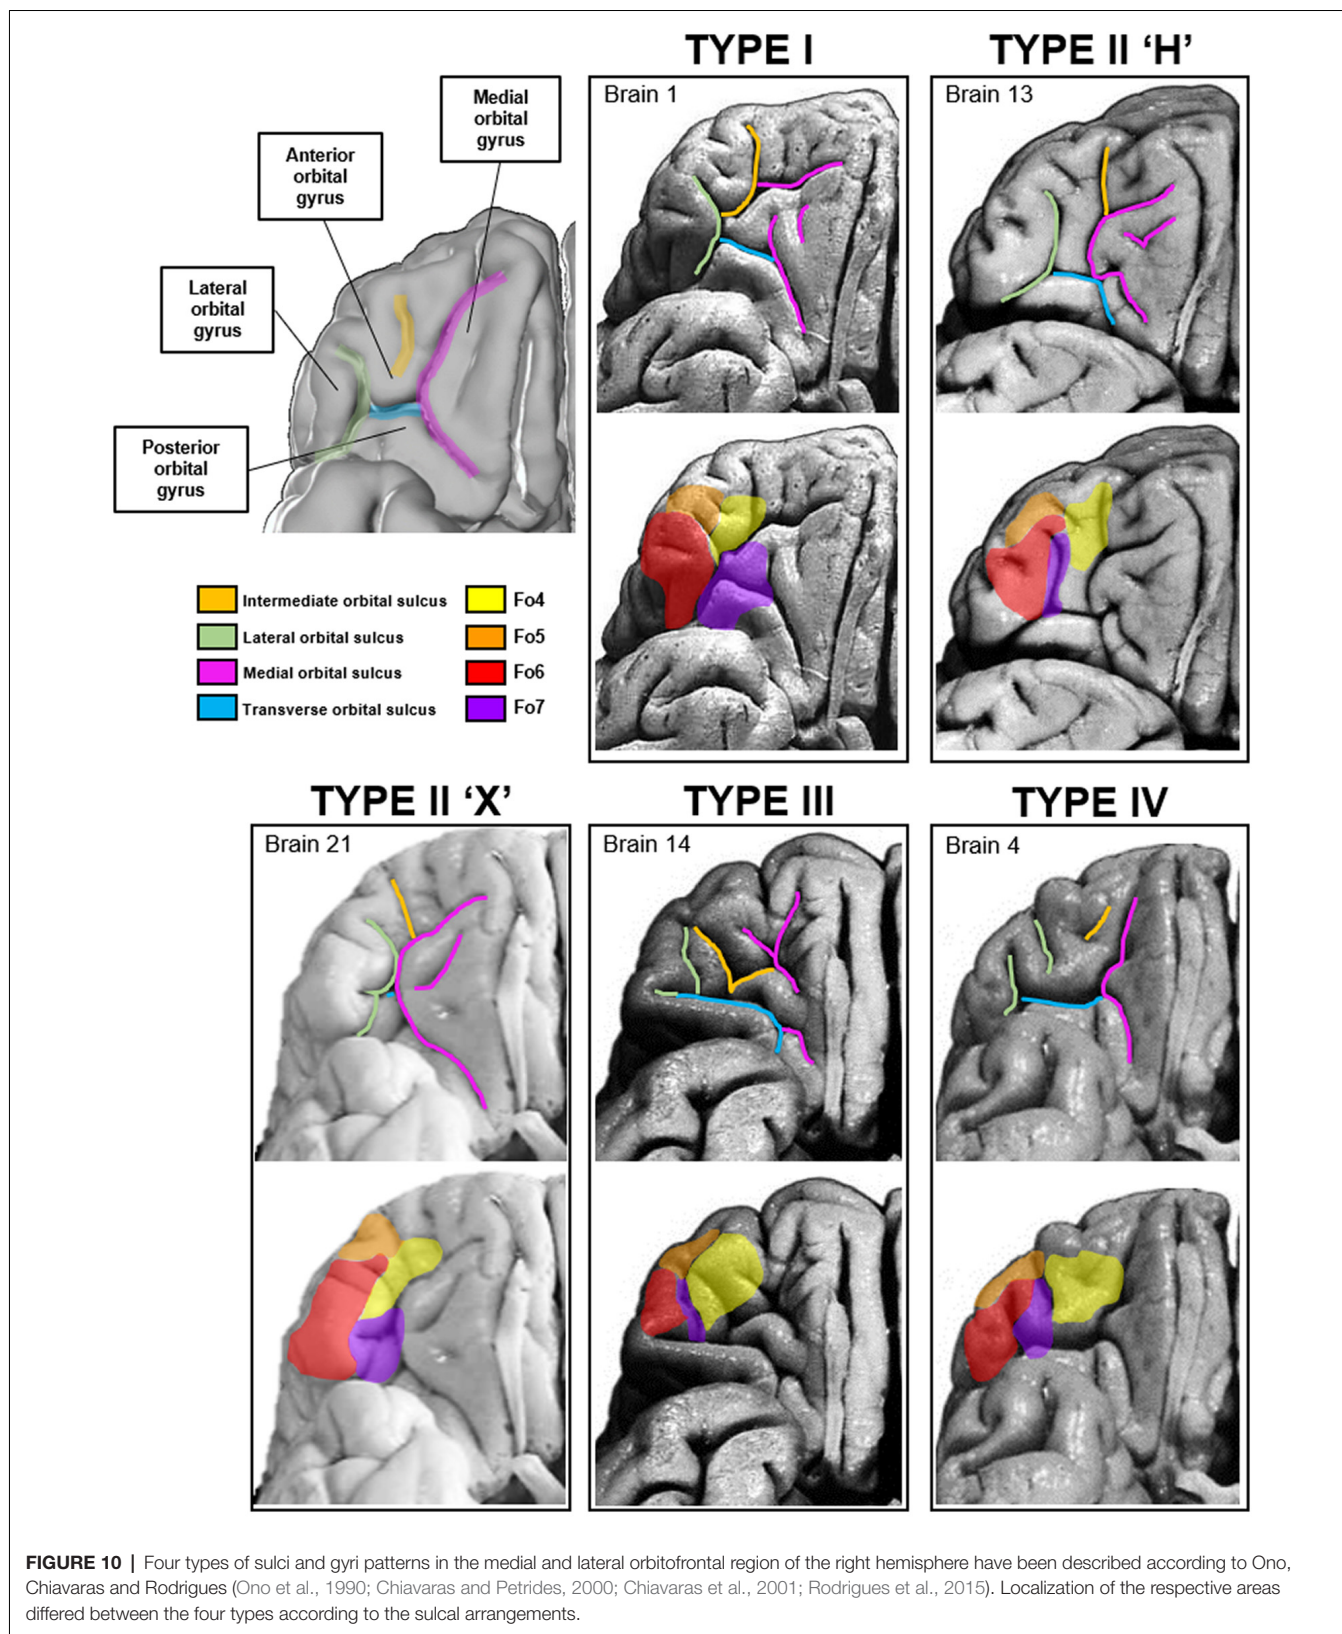 TYPE I
TYPE II ‘H’
Brain 1
Brain 13
Medial
orbital
gyrus
Anterior
orbital
gyrus
Lateral
orbital
gyrus
Posterior
orbital
gyrus
Intermediate orbital sulcus
Lateral orbital sulcus
Medial orbital sulcus
Transverse orbital sulcus
Fo4
Fo5
Fo6
Fo7
TYPE II ‘X’
TYPE III
TYPE IV
Brain 21
Brain 14
Brain 4
FIGURE 10 | Four types of sulci and gyri patterns in the medial and lateral orbitofrontal region of the right hemisphere have been described according to Ono,
Chiavaras and Rodrigues (Ono et al., 1990; Chiavaras and Petrides, 2000; Chiavaras et al., 2001; Rodrigues et al., 2015). Localization of the respective areas
differed between the four types according to the sulcal arrangements.